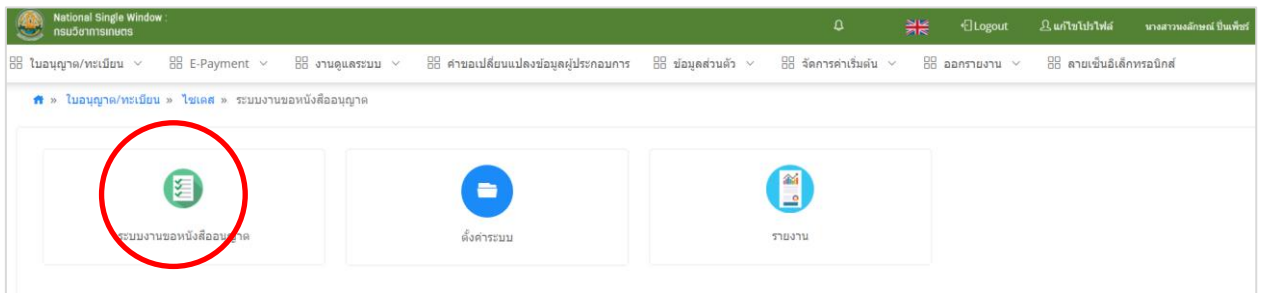 National Single Window :
กรมวิชาการเกษตร
Logout แก้ไขโปรไฟล์ นางสาวนงลักษณ์ ปิ่นเพ็ชร์
ใบอนุญาต/ทะเบียน E-Payment งานดูแลระบบ คำขอเปลี่ยนแปลงข้อมูลผู้ประกอบการ ข้อมูลส่วนตัว จัดการค่าเริ่มต้น ออกรายงาน ลายเซ็นอิเล็กทรอนิกส์
» ใบอนุญาต/ทะเบียน » ไซเตส » ระบบงานขอหนังสืออนุญาต
ระบบงานขอหนังสืออนุญาต ตั้งค่าระบบ รายงาน